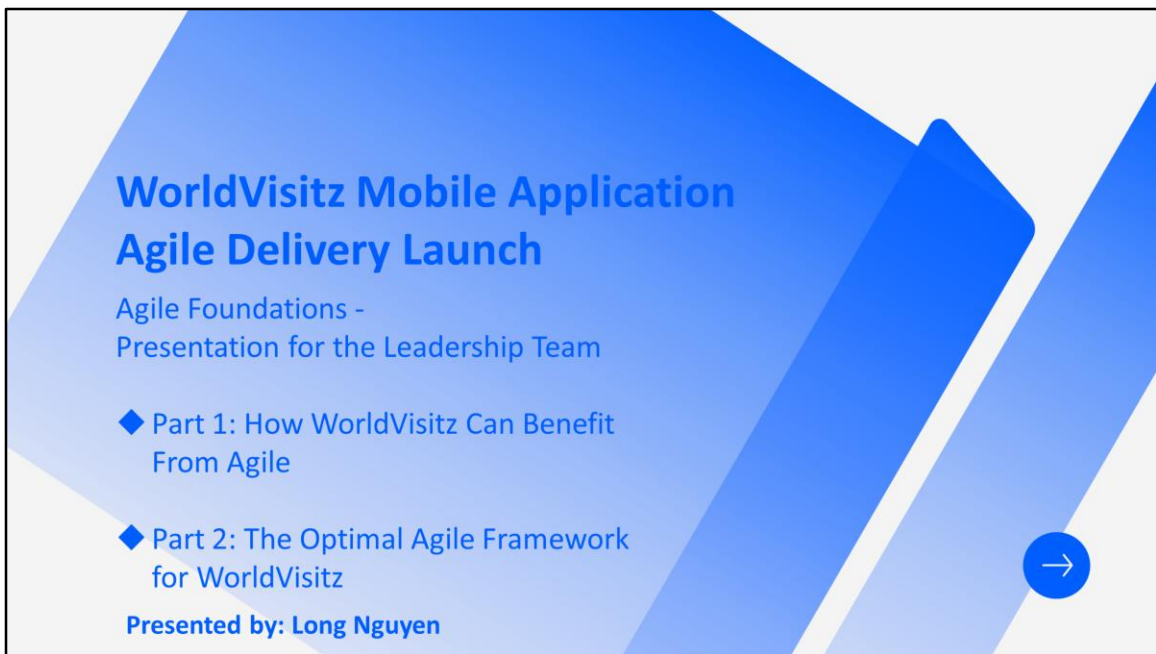 WorldVisitz Mobile Application
Agile Delivery Launch
Agile Foundations -
Presentation for the Leadership Team
◆ Part 1: How WorldVisitz Can Benefit
From Agile
◆ Part 2: The Optimal Agile Framework
for WorldVisitz
Presented by: Long Nguyen